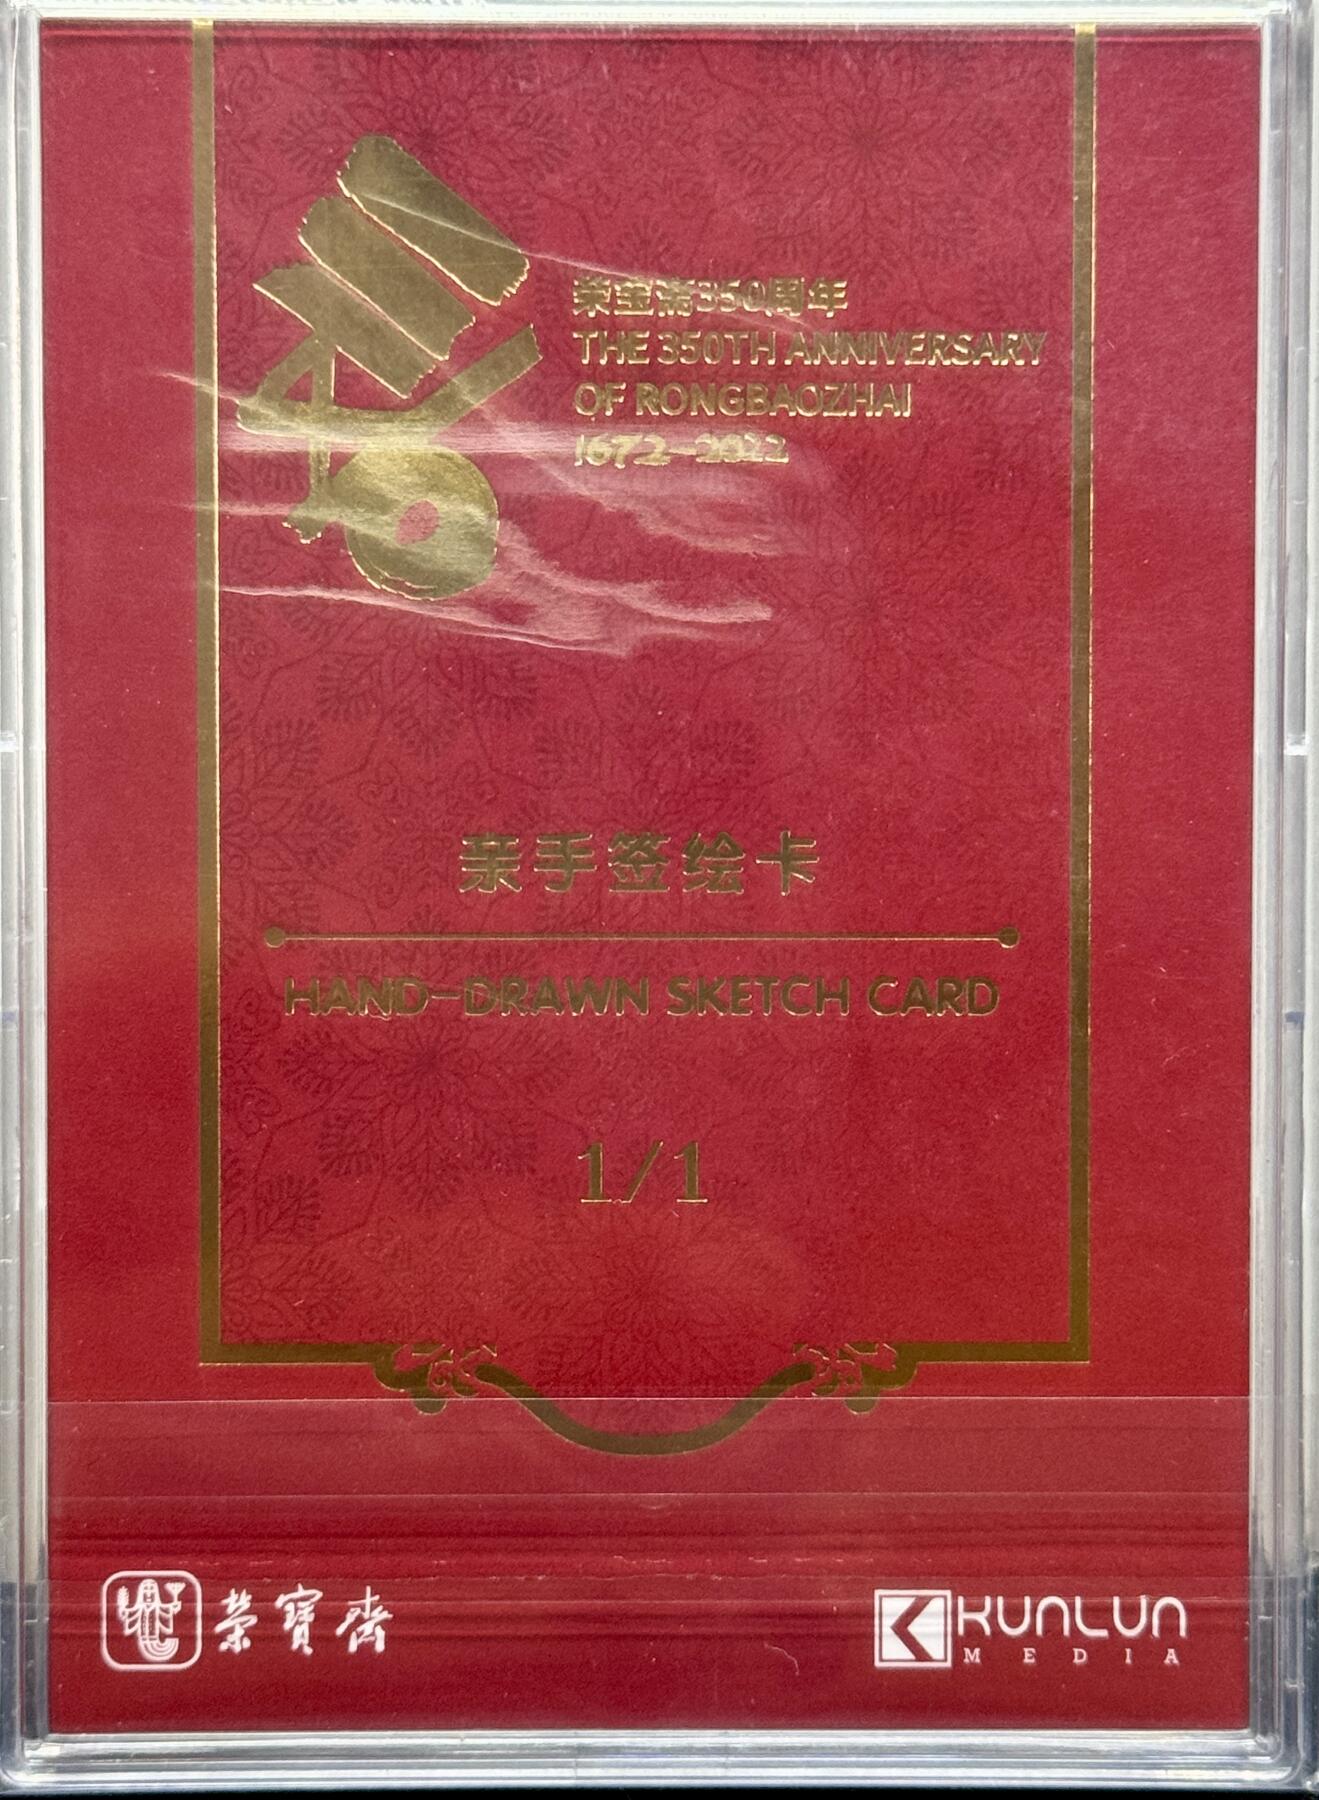 荣宝斋350周年
THE 350TH ANNIVERSARY
OF RONGBAOZHAI
1672-2022
亲手签绘卡
HAND-DRAWN SKETCH CARD
1/1
榮寶齋
KUNLUN
MEDIA